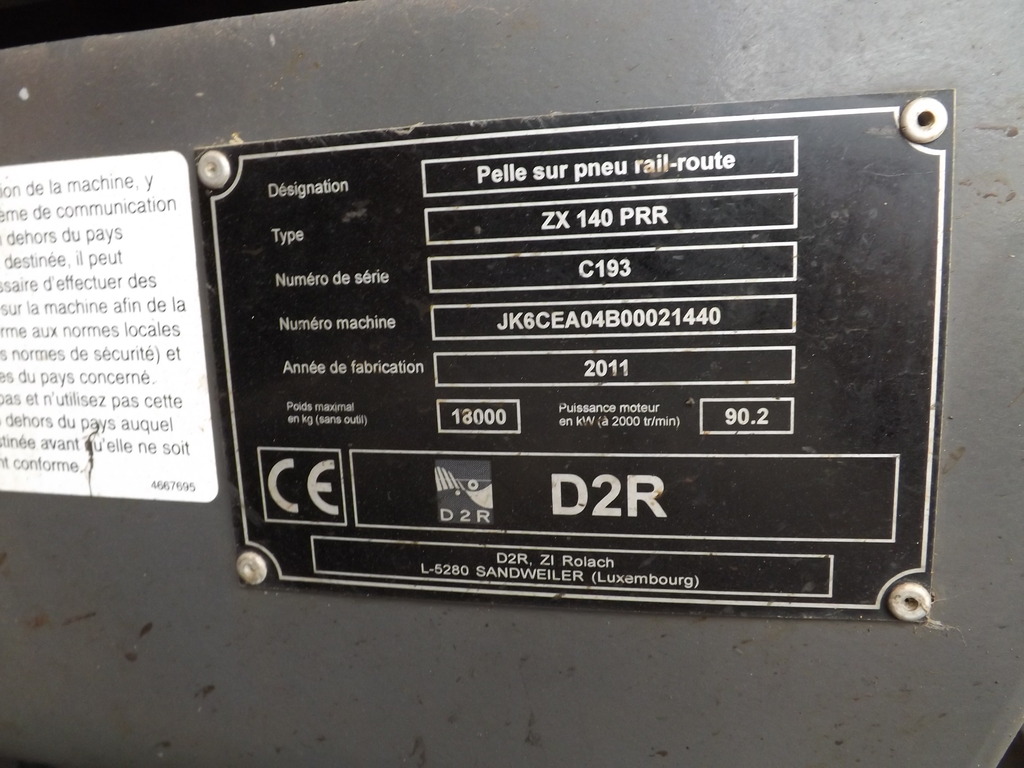 ion de la machine, y
ème de communication
dehors du pays
destinée, il peut
ssaire d'effectuer des
sur la machine afin de la
rme aux normes locales
s normes de sécurité) et
es du pays concerné.
pas et n'utilisez pas cette
dehors du pays auquel
stinée avant qu'elle ne soit
nt conforme.
4667695
Désignation Pelle sur pneu rail-route
Type ZX 140 PRR
Numéro de série C193
Numéro machine JK6CEA04B00021440
Année de fabrication 2011
Poids maximal
en kg (sans outil) 18000
Puissance moteur
en kW (à 2000 tr/min) 90.2
CE
D2R
D2R
D2R, ZI Rolach
L-5280 SANDWEILER (Luxembourg)